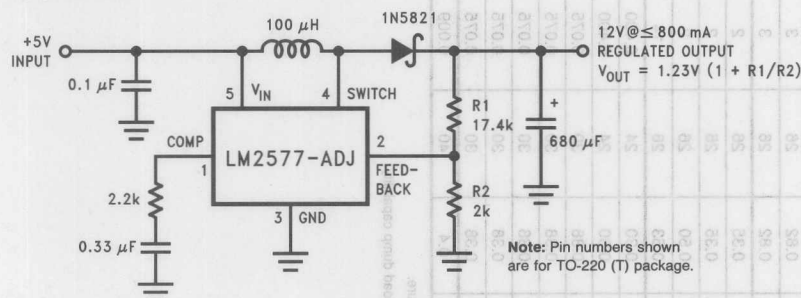 100 μH
1N5821
+5V
INPUT
12V @ ≤ 800 mA
REGULATED OUTPUT
V_OUT = 1.23V (1 + R1/R2)
0.1 μF
5
V_IN
4
SWITCH
R1
17.4k
+
680 μF
COMP
1
LM2577-ADJ
2
FEED-
BACK
2.2k
3
GND
R2
2k
0.33 μF
Note: Pin numbers shown
are for TO-220 (T) package.